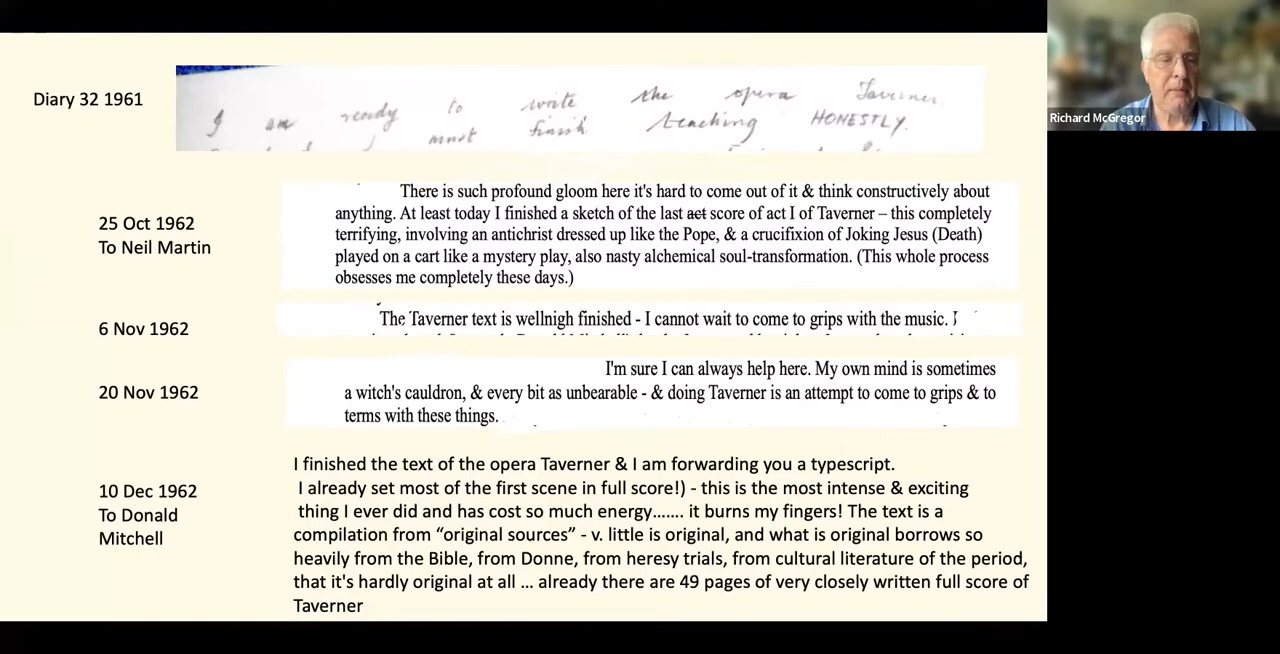 Diary 32 1961
I am ready to write the opera Taverner.
must finish teaching HONESTLY.
Richard McGregor
25 Oct 1962
To Neil Martin
There is such profound gloom here it's hard to come out of it & think constructively about
anything. At least today I finished a sketch of the last act score of act I of Taverner – this completely
terrifying, involving an antichrist dressed up like the Pope, & a crucifixion of Joking Jesus (Death)
played on a cart like a mystery play, also nasty alchemical soul-transformation. (This whole process
obsesses me completely these days.)
6 Nov 1962
The Taverner text is wellnigh finished - I cannot wait to come to grips with the music. I
20 Nov 1962
I'm sure I can always help here. My own mind is sometimes
a witch's cauldron, & every bit as unbearable - & doing Taverner is an attempt to come to grips & to
terms with these things.
10 Dec 1962
To Donald
Mitchell
I finished the text of the opera Taverner & I am forwarding you a typescript.
I already set most of the first scene in full score!) - this is the most intense & exciting
thing I ever did and has cost so much energy....... it burns my fingers! The text is a
compilation from “original sources” - v. little is original, and what is original borrows so
heavily from the Bible, from Donne, from heresy trials, from cultural literature of the period,
that it's hardly original at all ... already there are 49 pages of very closely written full score of
Taverner